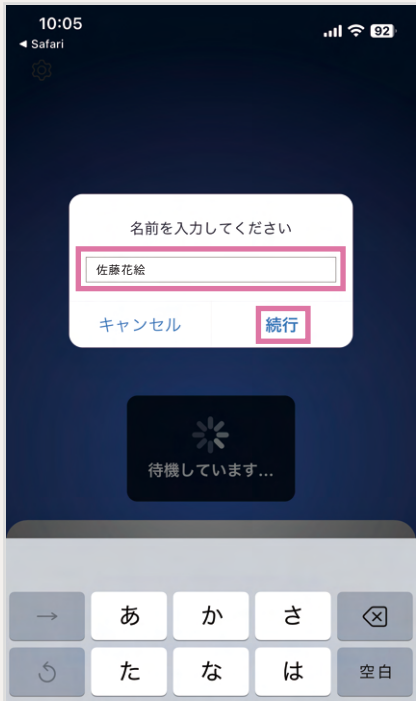 10:05
92
◀ Safari
名前を入力してください
佐藤花絵
キャンセル 続行
待機しています...
→ あ か さ
た な は 空白